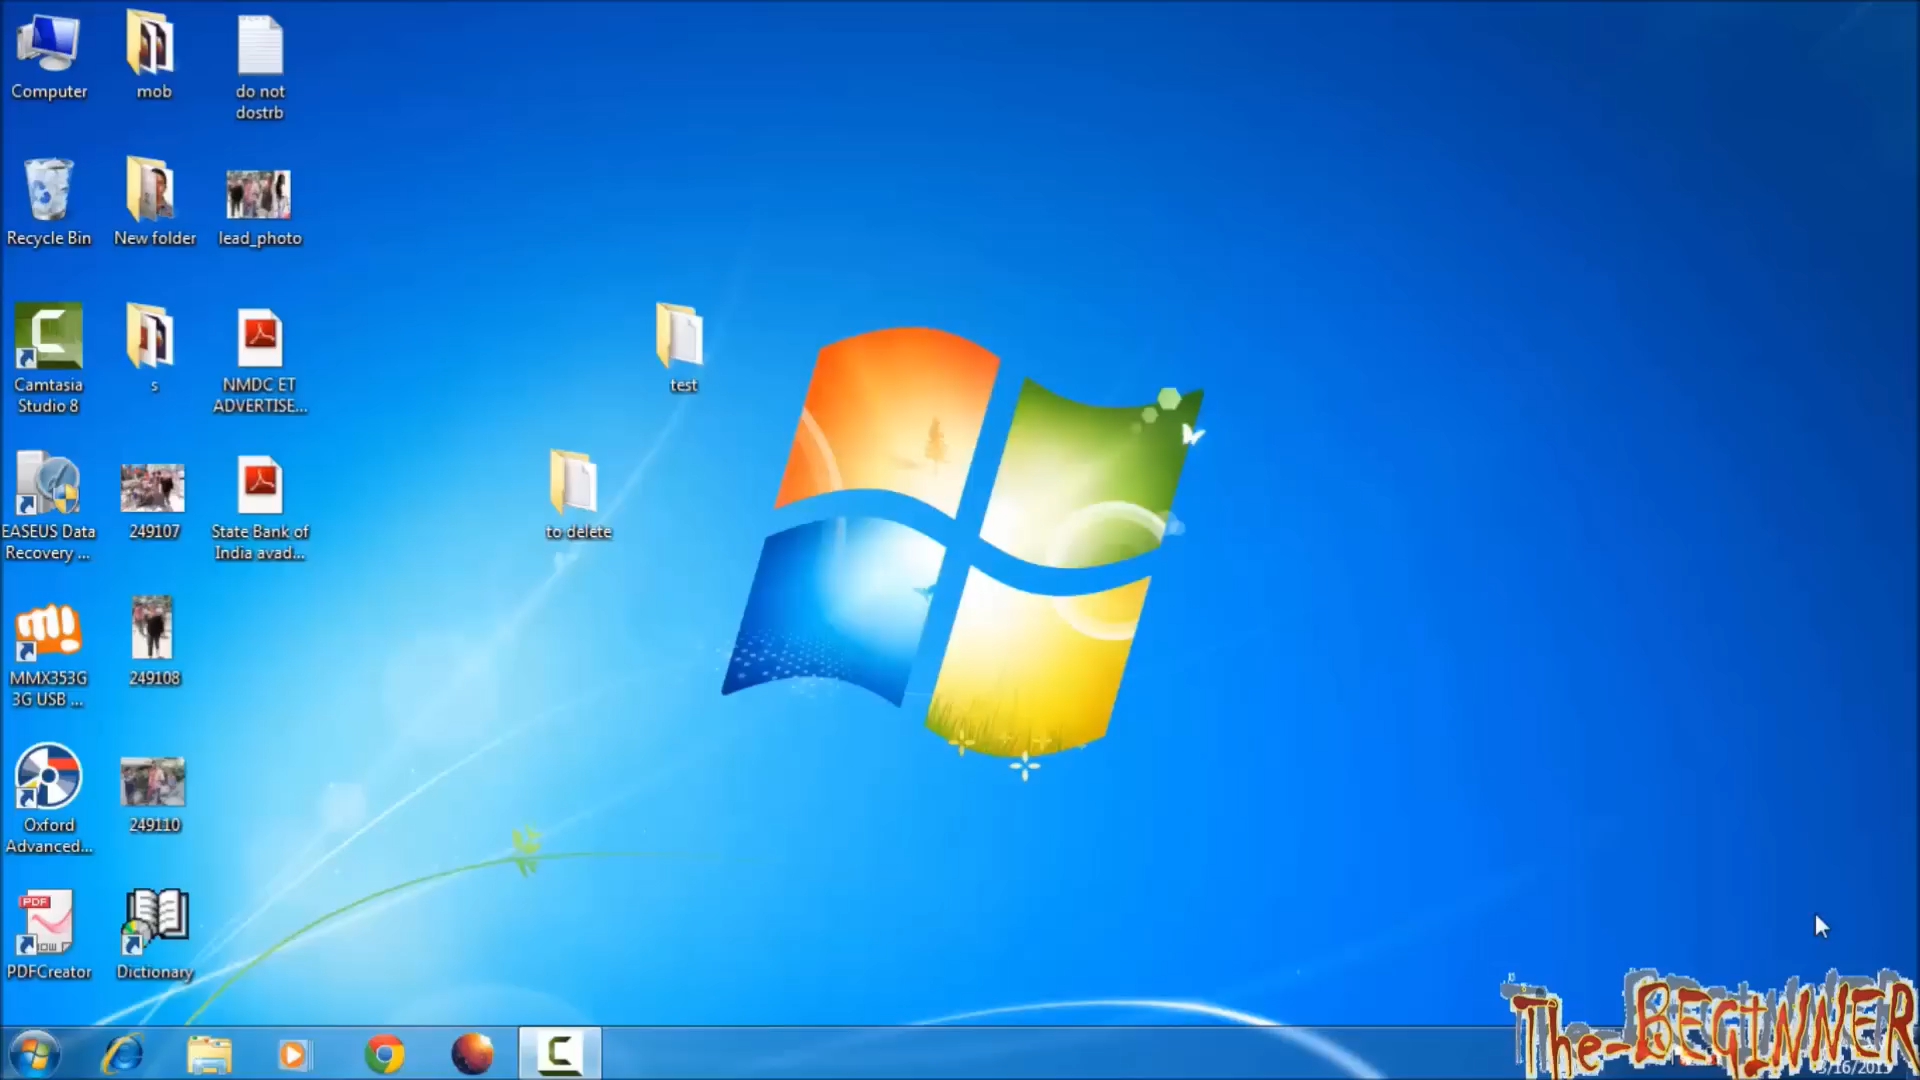 Computer
mob
do not
dostrb
Recycle Bin
New folder
lead_photo
Camtasia
Studio 8
s
NMDC ET
ADVERTISE...
test
EASEUS Data
Recovery ...
249107
State Bank of
India avad...
to delete
MMX353G
3G USB ...
249108
Oxford
Advanced...
249110
PDF
PDFCreator
Dictionary
The-BEGINNER